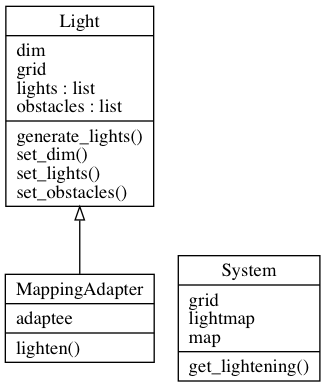 Light
dim
grid
lights : list
obstacles : list
generate_lights()
set_dim()
set_lights()
set_obstacles()
MappingAdapter
adaptee
lighten()
System
grid
lightmap
map
get_lightening()